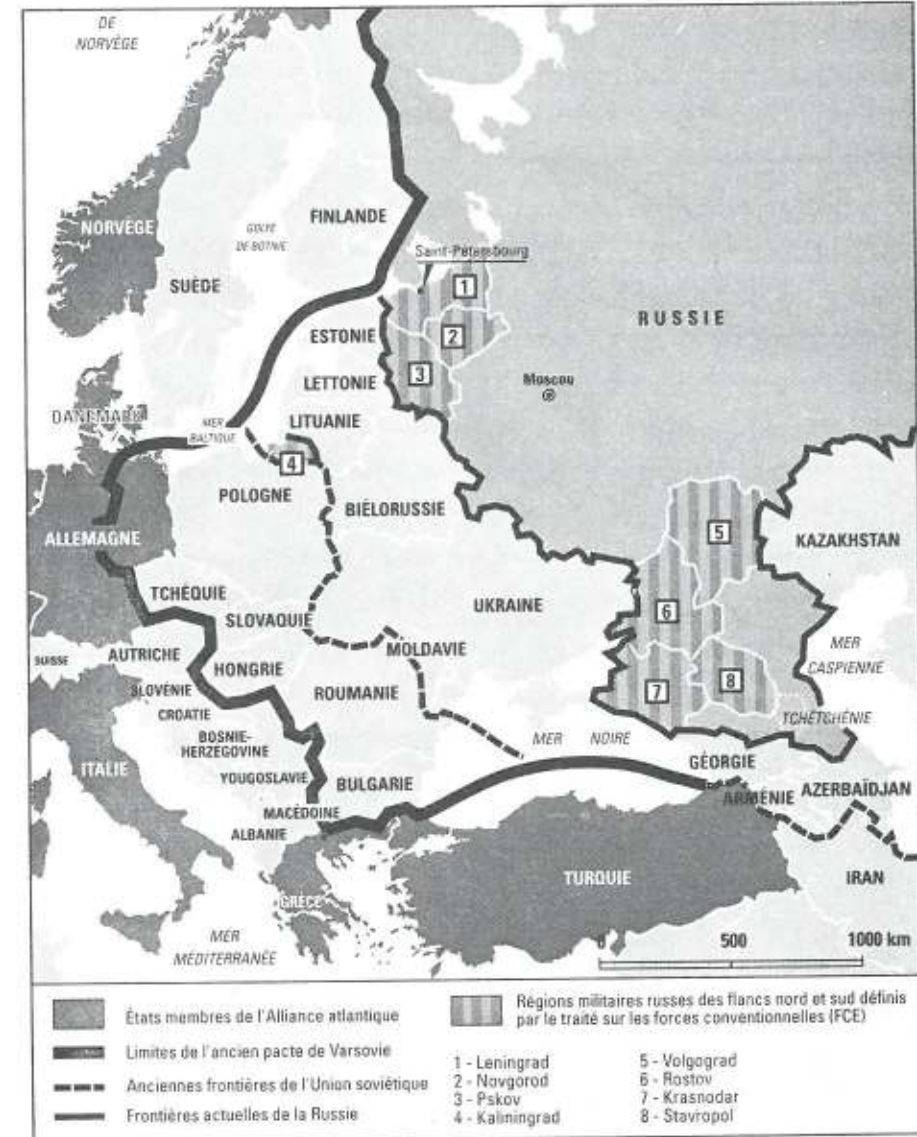 DE
NORVÈGE
NORVÈGE
GOLFE
DE BOTNIE
FINLANDE
SUÈDE
Saint-Pétersbourg
1
2
3
RUSSIE
ESTONIE
LETTONIE
Moscou
DANEMARK
MER
BALTIQUE
LITUANIE
4
POLOGNE
BIÉLORUSSIE
ALLEMAGNE
5
KAZAKHSTAN
TCHÉQUIE
SLOVAQUIE
UKRAINE
6
SUISSE
AUTRICHE
HONGRIE
MOLDAVIE
MER
CASPIENNE
SLOVÉNIE
ROUMANIE
7
8
CROATIE
TCHÉTCHÉNIE
BOSNIE-
HERZEGOVINE
MER NOIRE
GÉORGIE
ITALIE
YOUGOSLAVIE
BULGARIE
ARMÉNIE
AZERBAÏDJAN
MACÉDOINE
ALBANIE
TURQUIE
IRAN
GRÈCE
MER
MÉDITERRANÉE
0 500 1000 km
États membres de l'Alliance atlantique
Limites de l'ancien pacte de Varsovie
Anciennes frontières de l'Union soviétique
Frontières actuelles de la Russie
Régions militaires russes des flancs nord et sud définis
par le traité sur les forces conventionnelles (FCE)
1 - Leningrad
2 - Novgorod
3 - Pskov
4 - Kaliningrad
5 - Volgograd
6 - Rostov
7 - Krasnodar
8 - Stavropol